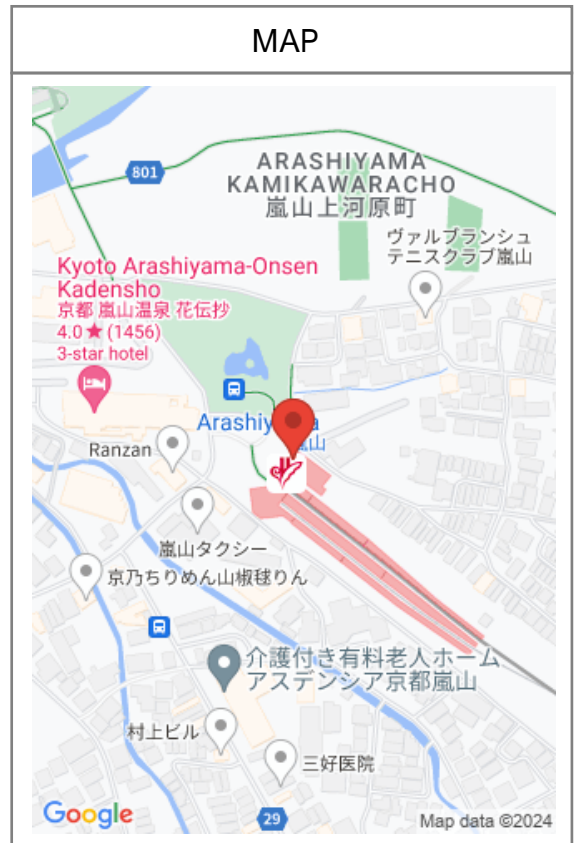 MAP
801
ARASHIYAMA
KAMIKAWARACHO
嵐山上河原町
ヴァルブランシュ
テニスクラブ嵐山
Kyoto Arashiyama-Onsen
Kadensho
京都 嵐山温泉 花伝抄
4.0★(1456)
3-star hotel
Ranzan
嵐山タクシー
京乃ちりめん山椒毬りん
介護付き有料老人ホーム
アスデンシア京都嵐山
村上ビル
三好医院
Google
29
Map data ©2024